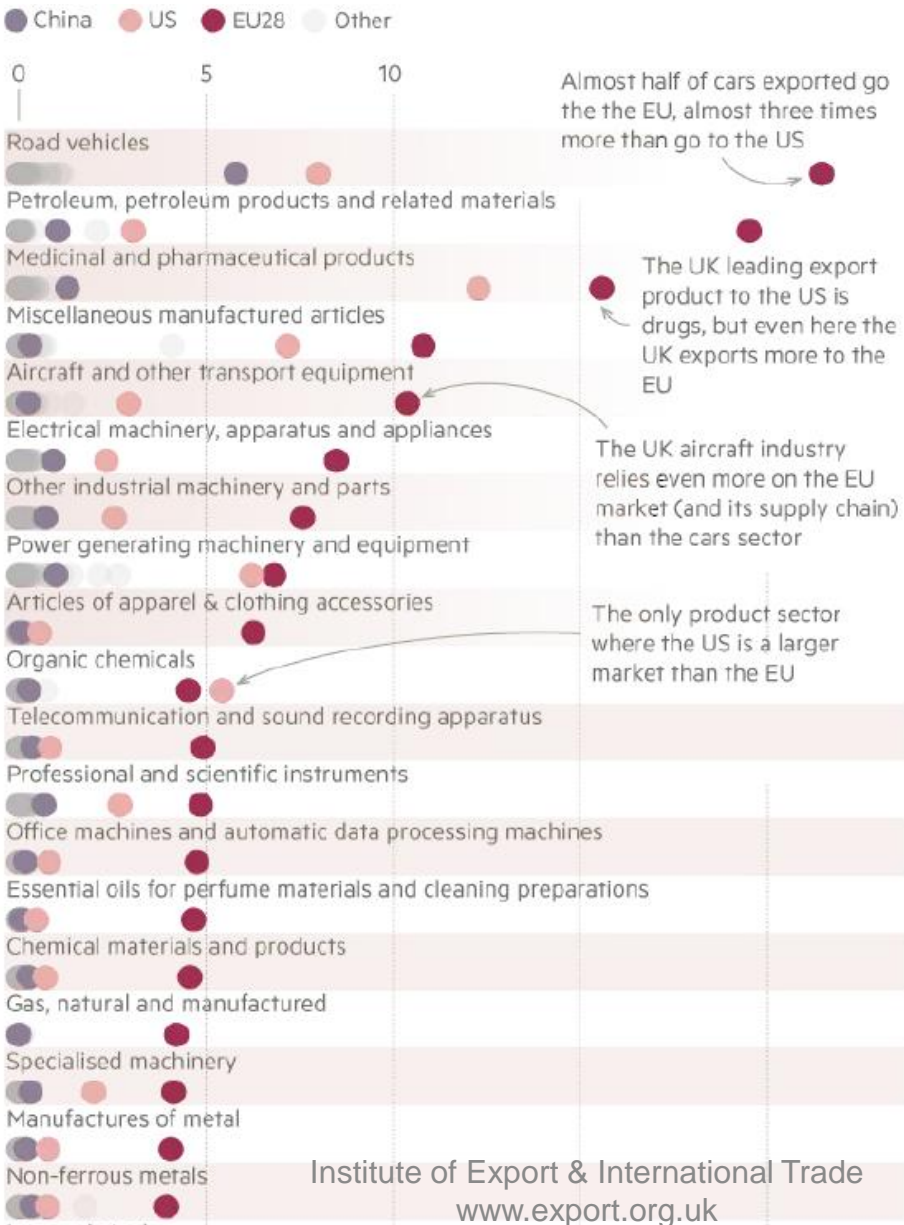 China US EU28 Other
0 5 10
Almost half of cars exported go
the the EU, almost three times
more than go to the US
Road vehicles
Petroleum, petroleum products and related materials
Medicinal and pharmaceutical products
The UK leading export
product to the US is
drugs, but even here the
UK exports more to the
EU
Miscellaneous manufactured articles
Aircraft and other transport equipment
Electrical machinery, apparatus and appliances
The UK aircraft industry
relies even more on the EU
market (and its supply chain)
than the cars sector
Other industrial machinery and parts
Power generating machinery and equipment
Articles of apparel & clothing accessories
The only product sector
where the US is a larger
market than the EU
Organic chemicals
Telecommunication and sound recording apparatus
Professional and scientific instruments
Office machines and automatic data processing machines
Essential oils for perfume materials and cleaning preparations
Chemical materials and products
Gas, natural and manufactured
Specialised machinery
Manufactures of metal
Non-ferrous metals
Institute of Export & International Trade
www.export.org.uk